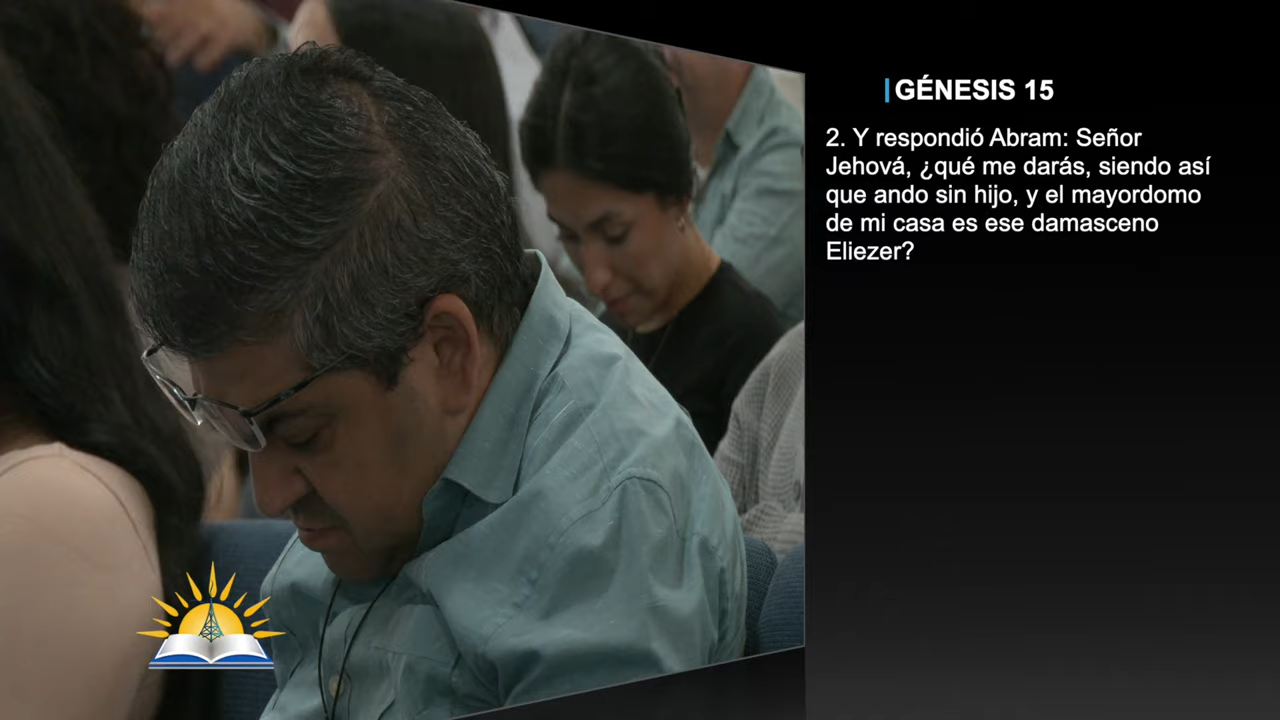 GÉNESIS 15
2. Y respondió Abram: Señor
Jehová, ¿qué me darás, siendo así
que ando sin hijo, y el mayordomo
de mi casa es ese damasceno
Eliezer?